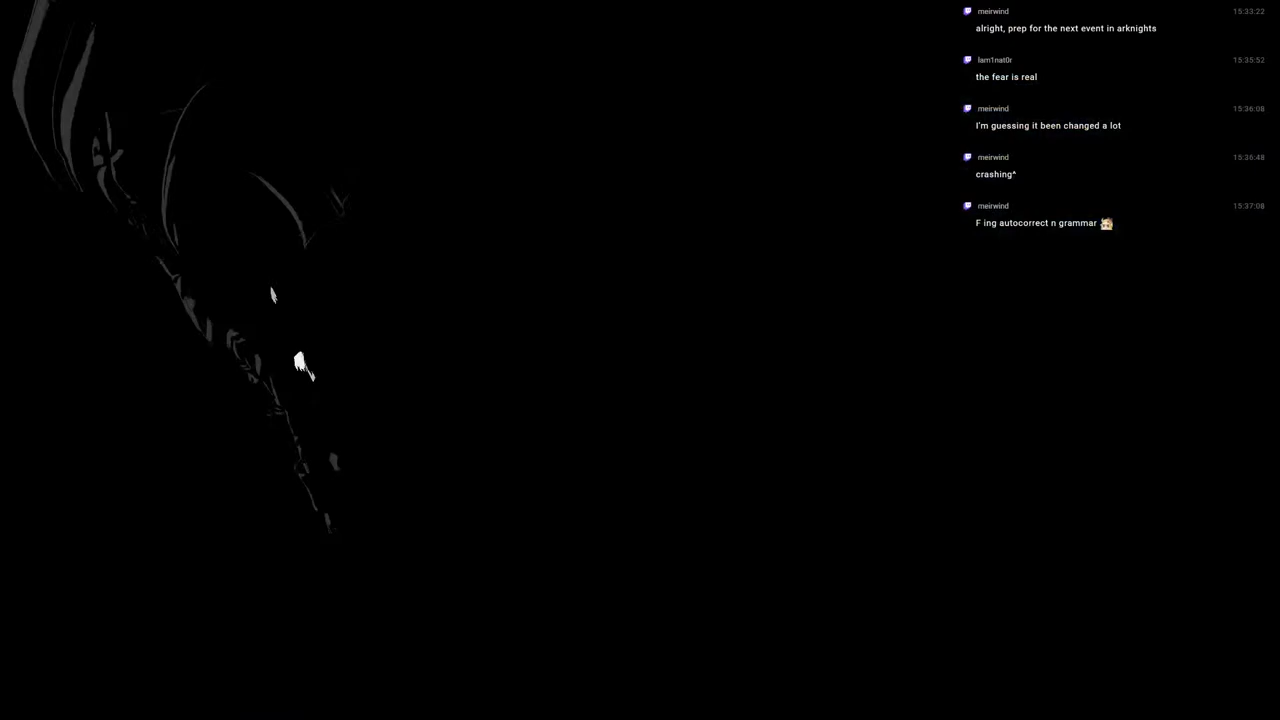 meirwind 15:33:22
alright, prep for the next event in arknights
lam1nat0r 15:35:52
the fear is real
meirwind 15:36:08
I'm guessing it been changed a lot
meirwind 15:36:48
crashing^
meirwind 15:37:08
F ing autocorrect n grammar